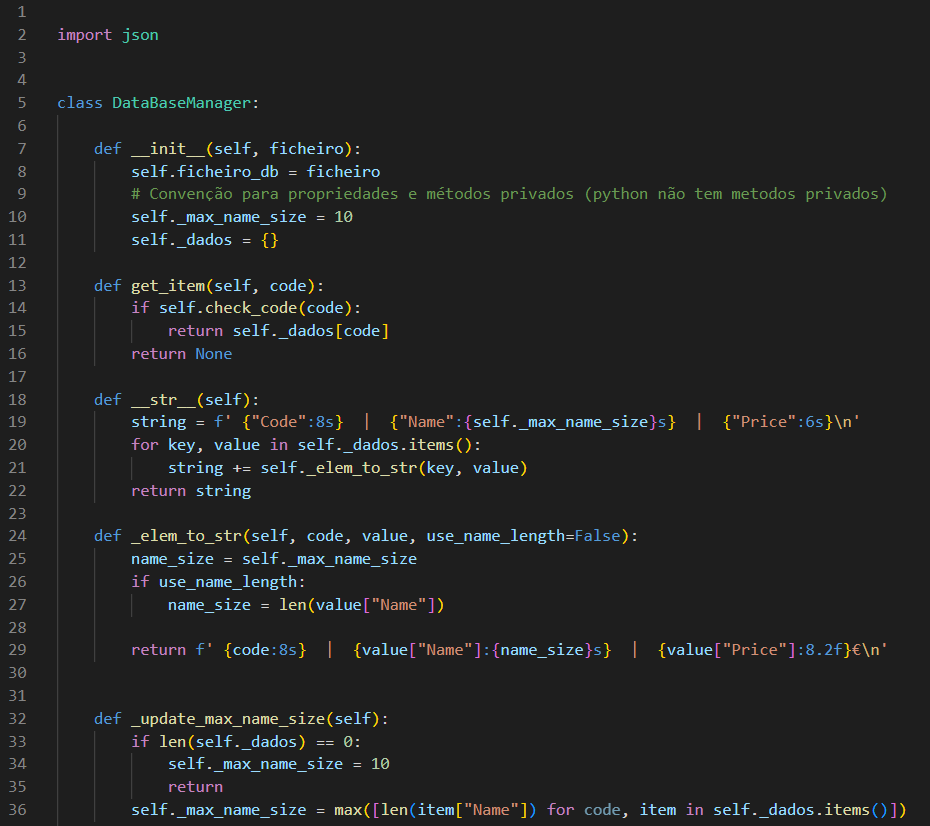 1
2 import json
3
4
5 class DataBaseManager:
6
7     def __init__(self, ficheiro):
8         self.ficheiro_db = ficheiro
9         # Convenção para propriedades e métodos privados (python não tem metodos privados)
10         self._max_name_size = 10
11         self._dados = {}
12
13     def get_item(self, code):
14         if self.check_code(code):
15             return self._dados[code]
16         return None
17
18     def __str__(self):
19         string = f' {"Code":8s}  |  {"Name":{self._max_name_size}s}  |  {"Price":6s}\n'
20         for key, value in self._dados.items():
21             string += self._elem_to_str(key, value)
22         return string
23
24     def _elem_to_str(self, code, value, use_name_length=False):
25         name_size = self._max_name_size
26         if use_name_length:
27             name_size = len(value["Name"])
28
29         return f' {code:8s}  |  {value["Name"]:{name_size}s}  |  {value["Price"]:8.2f}€\n'
30
31
32     def _update_max_name_size(self):
33         if len(self._dados) == 0:
34             self._max_name_size = 10
35             return
36         self._max_name_size = max([len(item["Name"]) for code, item in self._dados.items()])